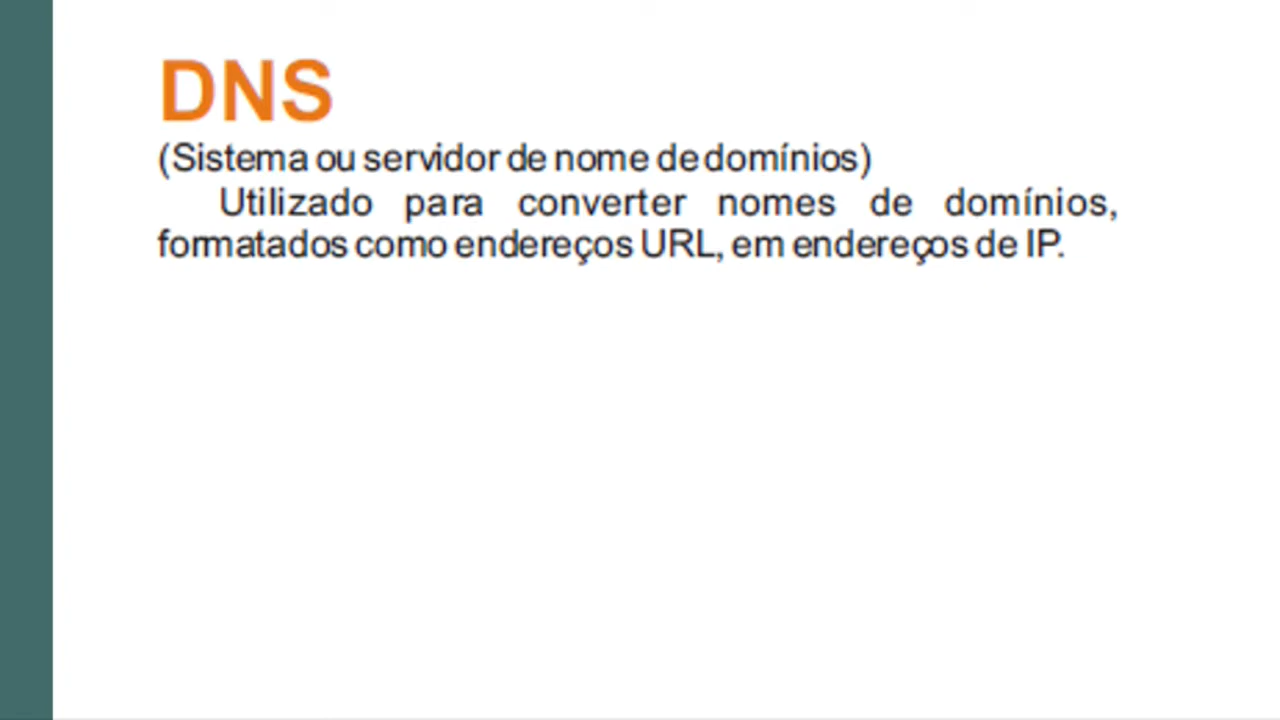 DNS
(Sistema ou servidor de nome de domínios)
Utilizado para converter nomes de domínios,
formatados como endereços URL, em endereços de IP.